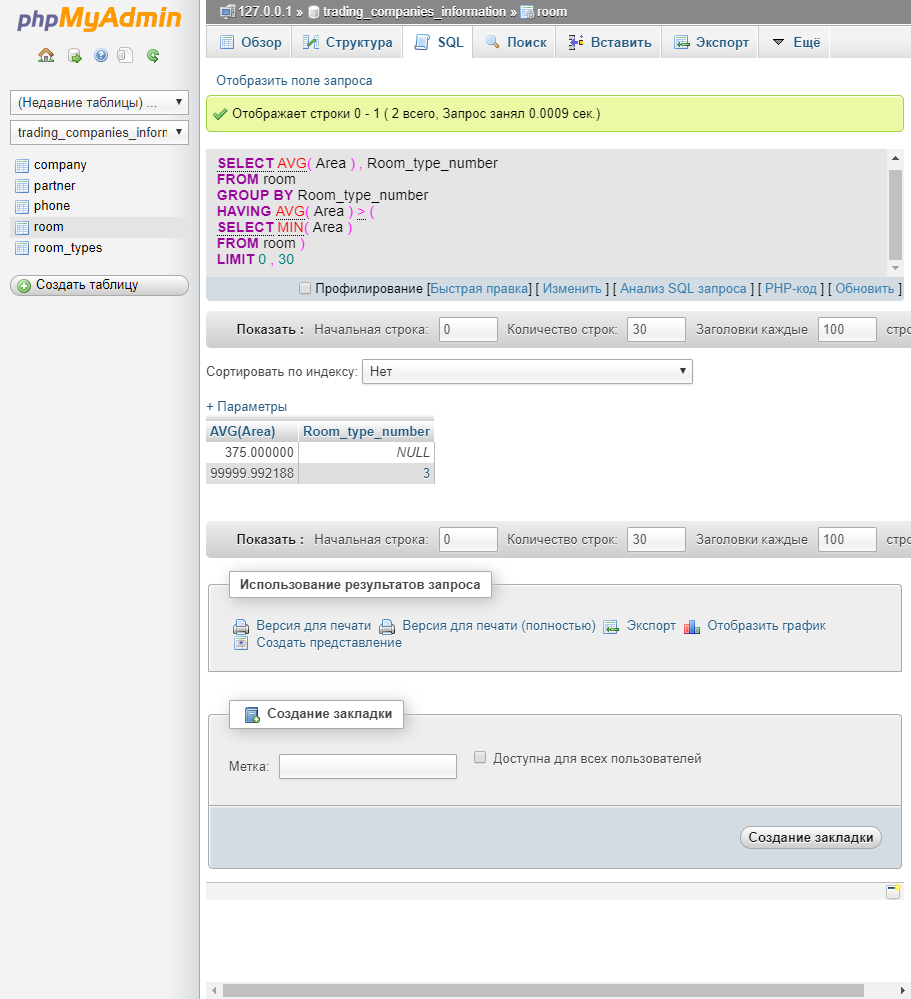 phpMyAdmin
(Недавние таблицы) ...
trading_companies_inforn
company
partner
phone
room
room_types
Создать таблицу
127.0.0.1 » trading_companies_information » room
Обзор Структура SQL Поиск Вставить Экспорт Ещё
Отобразить поле запроса
Отображает строки 0 - 1 ( 2 всего, Запрос занял 0.0009 сек.)
SELECT AVG( Area ) , Room_type_number
FROM room
GROUP BY Room_type_number
HAVING AVG( Area ) > (
SELECT MIN( Area )
FROM room )
LIMIT 0 , 30
Профилирование [Быстрая правка] [ Изменить ] [ Анализ SQL запроса ] [ PHP-код ] [ Обновить ]
Показать : Начальная строка: 0 Количество строк: 30 Заголовки каждые 100 стро
Сортировать по индексу: Нет
+ Параметры
AVG(Area) Room_type_number
375.000000 NULL
99999.992188 3
Показать : Начальная строка: 0 Количество строк: 30 Заголовки каждые 100 стро
Использование результатов запроса
Версия для печати Версия для печати (полностью) Экспорт Отобразить график
Создать представление
Создание закладки
Метка: Доступна для всех пользователей
Создание закладки